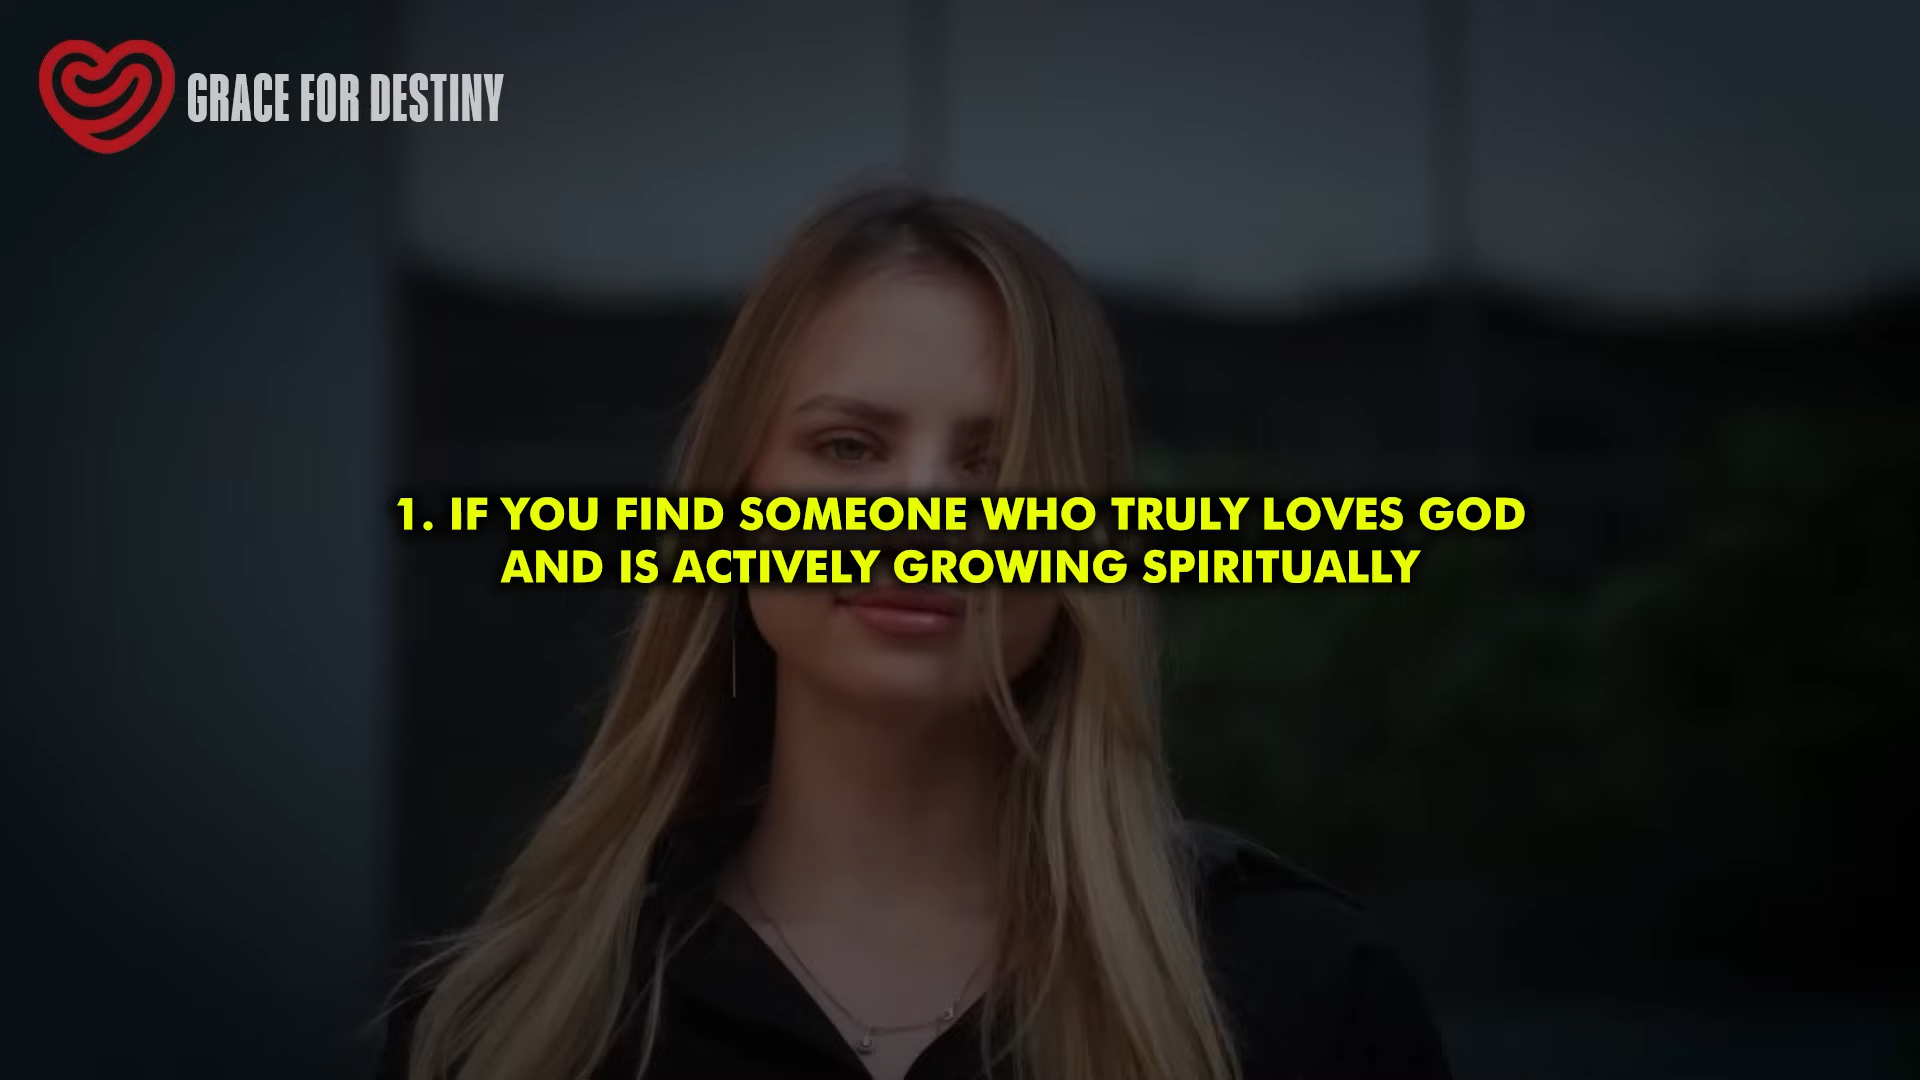 GRACE FOR DESTINY
1. IF YOU FIND SOMEONE WHO TRULY LOVES GOD
AND IS ACTIVELY GROWING SPIRITUALLY